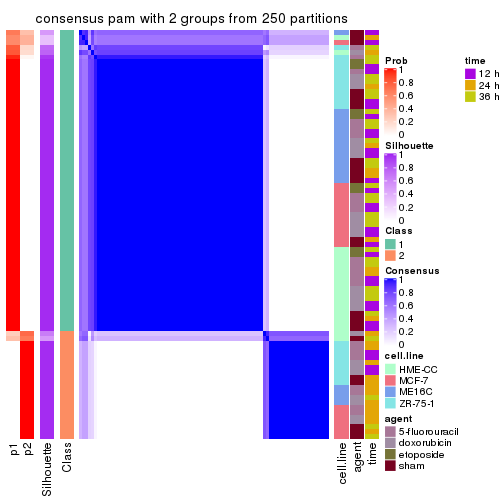 consensus pam with 2 groups from 250 partitions
Prob
1
0.8
0.6
0.4
0.2
0
Silhouette
1
0.8
0.6
0.4
0.2
0
Class
1
2
Consensus
1
0.8
0.6
0.4
0.2
0
cell.line
HME-CC
MCF-7
ME16C
ZR-75-1
agent
5-fluorouracil
doxorubicin
etoposide
sham
time
12 h
24 h
36 h
p1
p2
Silhouette
Class
cell.line
agent
time